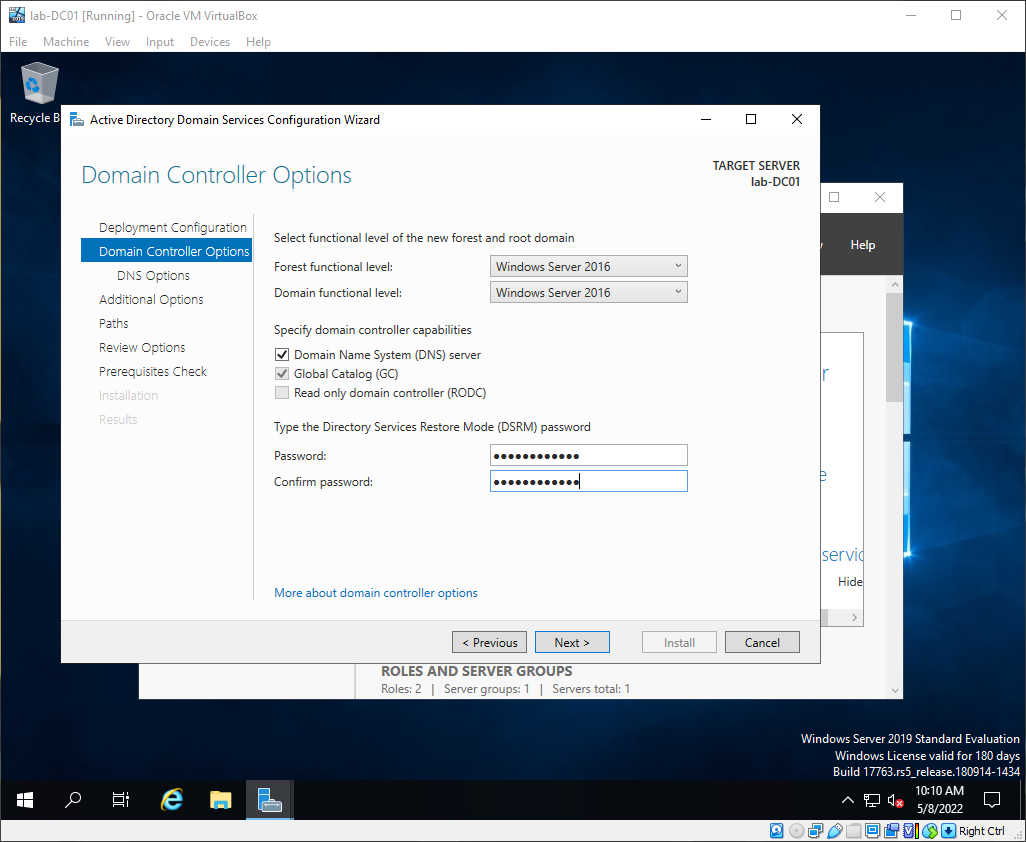 lab-DC01 [Running] - Oracle VM VirtualBox
File Machine View Input Devices Help
Recycle B
Active Directory Domain Services Configuration Wizard
Domain Controller Options
TARGET SERVER
lab-DC01
Deployment Configuration
Domain Controller Options
DNS Options
Additional Options
Paths
Review Options
Prerequisites Check
Installation
Results
Select functional level of the new forest and root domain
Forest functional level: Windows Server 2016
Domain functional level: Windows Server 2016
Specify domain controller capabilities
Domain Name System (DNS) server
Global Catalog (GC)
Read only domain controller (RODC)
Type the Directory Services Restore Mode (DSRM) password
Password: ●●●●●●●●●●●●
Confirm password: ●●●●●●●●●●●●
More about domain controller options
< Previous Next > Install Cancel
Help
r
e
servic
Hide
ROLES AND SERVER GROUPS
Roles: 2 | Server groups: 1 | Servers total: 1
Windows Server 2019 Standard Evaluation
Windows License valid for 180 days
Build 17763.rs5_release.180914-1434
10:10 AM
5/8/2022
Right Ctrl